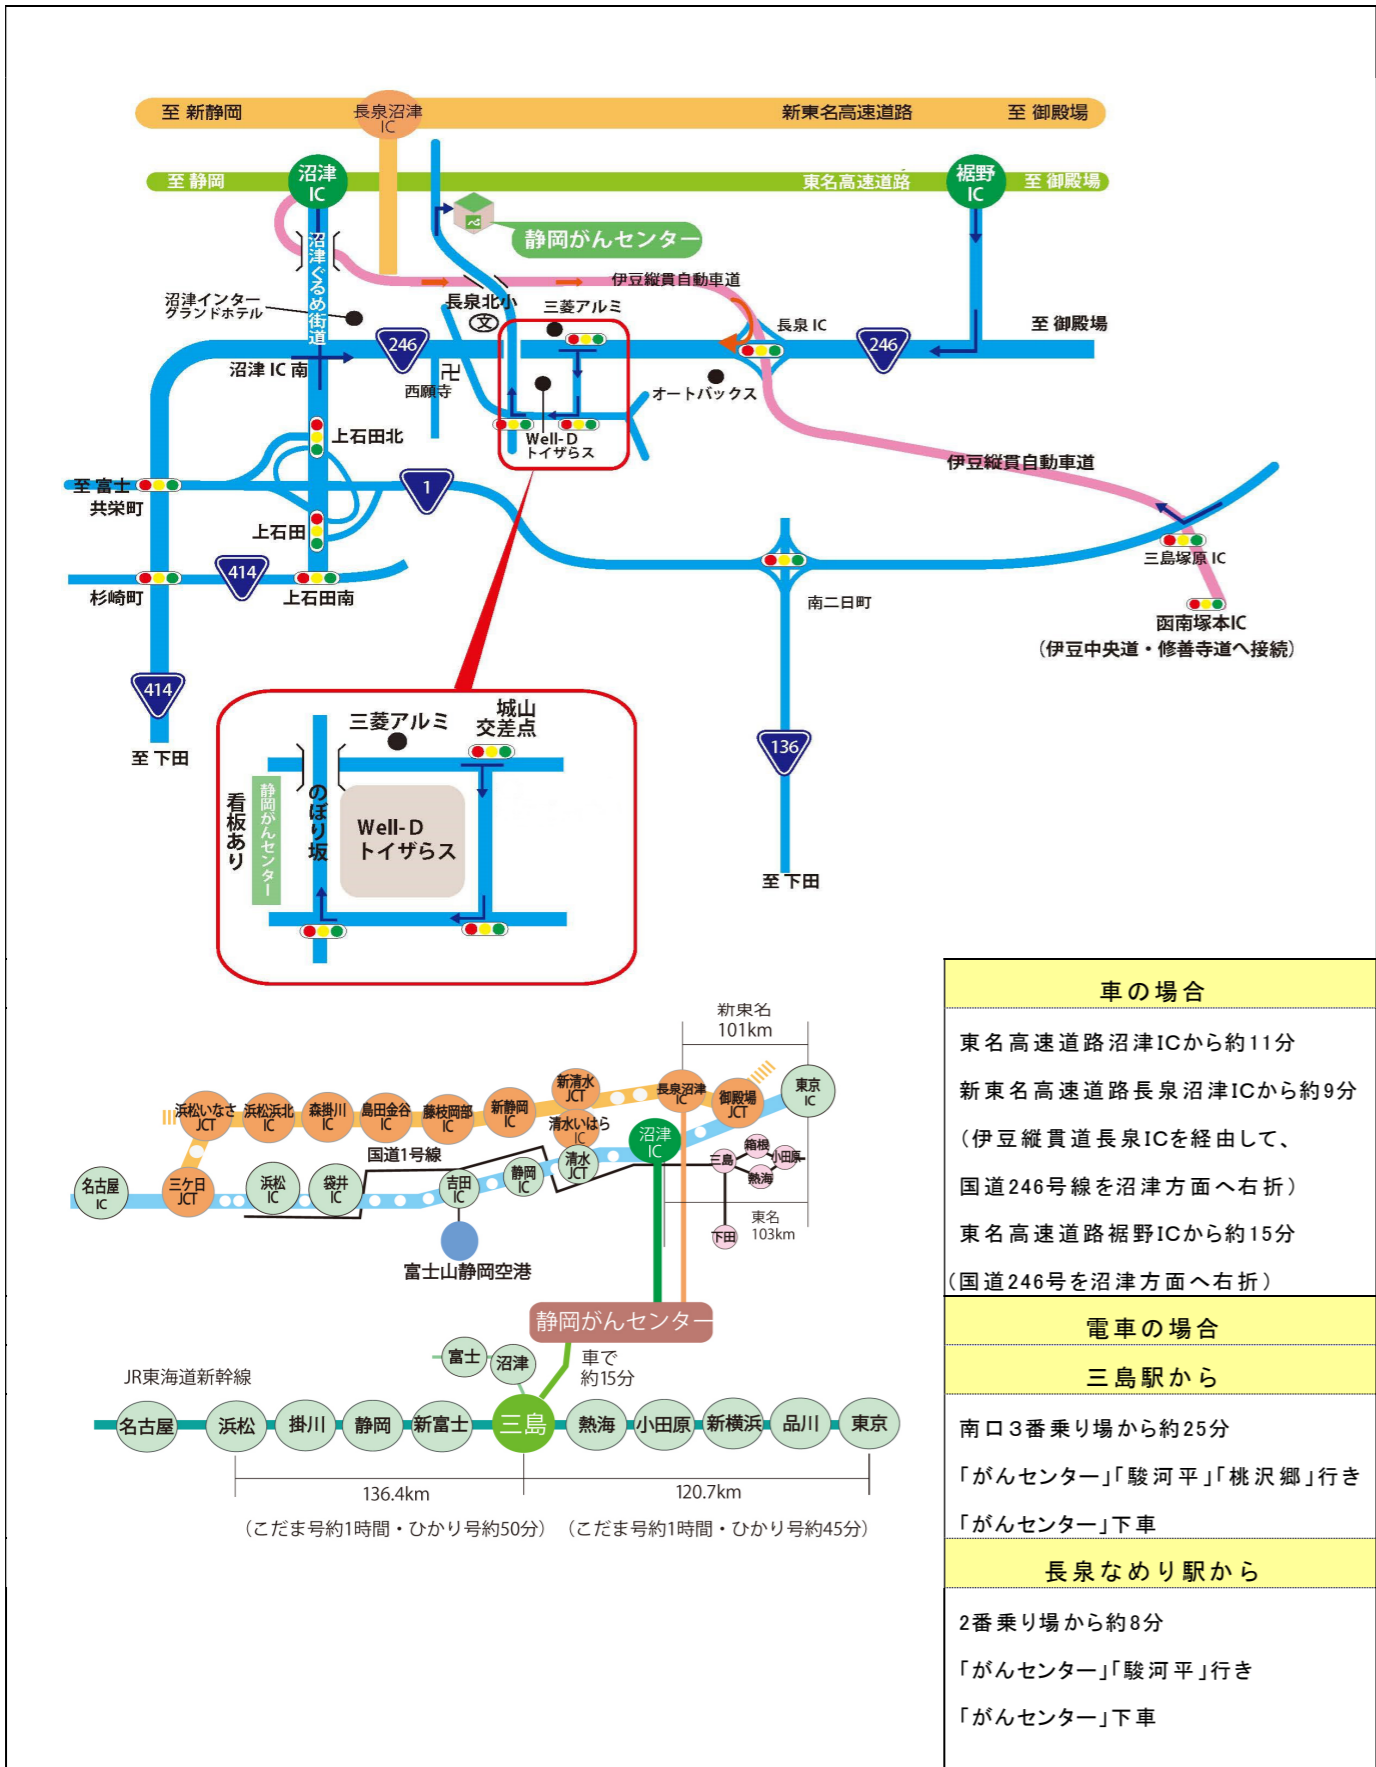 至 新静岡
長泉沼津
IC
新東名高速道路
至 御殿場
至 静岡
沼津
IC
東名高速道路
裾野
IC
至 御殿場
静岡がんセンター
沼津ぐるめ街道
伊豆縦貫自動車道
沼津インター
グランドホテル
長泉北小
文
三菱アルミ
長泉 IC
至 御殿場
246
246
沼津 IC 南
卍
西願寺
オートバックス
Well-D
トイザらス
上石田北
伊豆縦貫自動車道
至 富士
共栄町
1
上石田
三島塚原 IC
414
杉崎町
上石田南
南二日町
函南塚本IC
(伊豆中央道・修善寺道へ接続)
414
至 下田
136
至 下田
三菱アルミ
城山
交差点
看板あり
静岡がんセンター
のぼり坂
Well-D
トイザらス
新東名
101km
浜松いなさ
JCT
浜松浜北
IC
森掛川
IC
島田金谷
IC
藤枝岡部
IC
新静岡
IC
新清水
JCT
清水いはら
IC
長泉沼津
IC
御殿場
JCT
東京
IC
国道1号線
名古屋
IC
三ケ日
JCT
浜松
IC
袋井
IC
吉田
IC
静岡
IC
清水
JCT
沼津
IC
三島
箱根
小田原
熱海
下田
東名
103km
富士山静岡空港
静岡がんセンター
富士
沼津
車で
約15分
JR東海道新幹線
名古屋
浜松
掛川
静岡
新富士
三島
熱海
小田原
新横浜
品川
東京
136.4km
120.7km
(こだま号約1時間・ひかり号約50分)
(こだま号約1時間・ひかり号約45分)
車の場合
東名高速道路沼津ICから約11分
新東名高速道路長泉沼津ICから約9分
(伊豆縦貫道長泉ICを経由して、
国道246号線を沼津方面へ右折)
東名高速道路裾野ICから約15分
(国道246号を沼津方面へ右折)
電車の場合
三島駅から
南口3番乗り場から約25分
「がんセンター」「駿河平」「桃沢郷」行き
「がんセンター」下車
長泉なめり駅から
2番乗り場から約8分
「がんセンター」「駿河平」行き
「がんセンター」下車